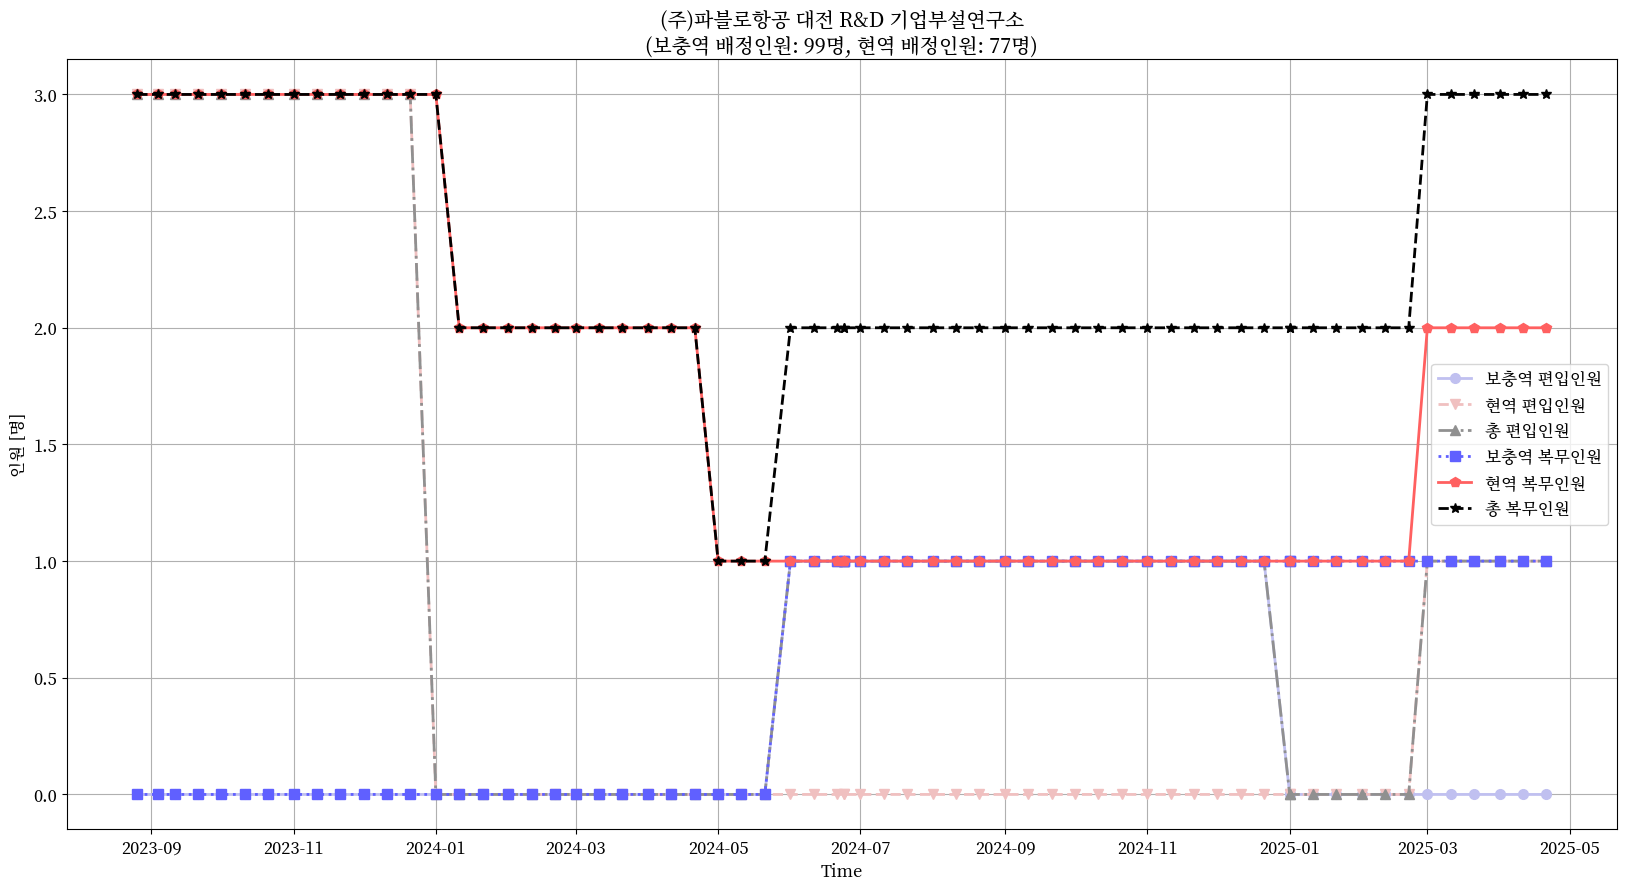 (주)파블로항공 대전 R&D 기업부설연구소
(보충역 배정인원: 99명, 현역 배정인원: 77명)
3.0
2.5
2.0
1.5
1.0
0.5
0.0
인원 [명]
보충역 편입인원
현역 편입인원
총 편입인원
보충역 복무인원
현역 복무인원
총 복무인원
2023-09 2023-11 2024-01 2024-03 2024-05 2024-07 2024-09 2024-11 2025-01 2025-03 2025-05
Time